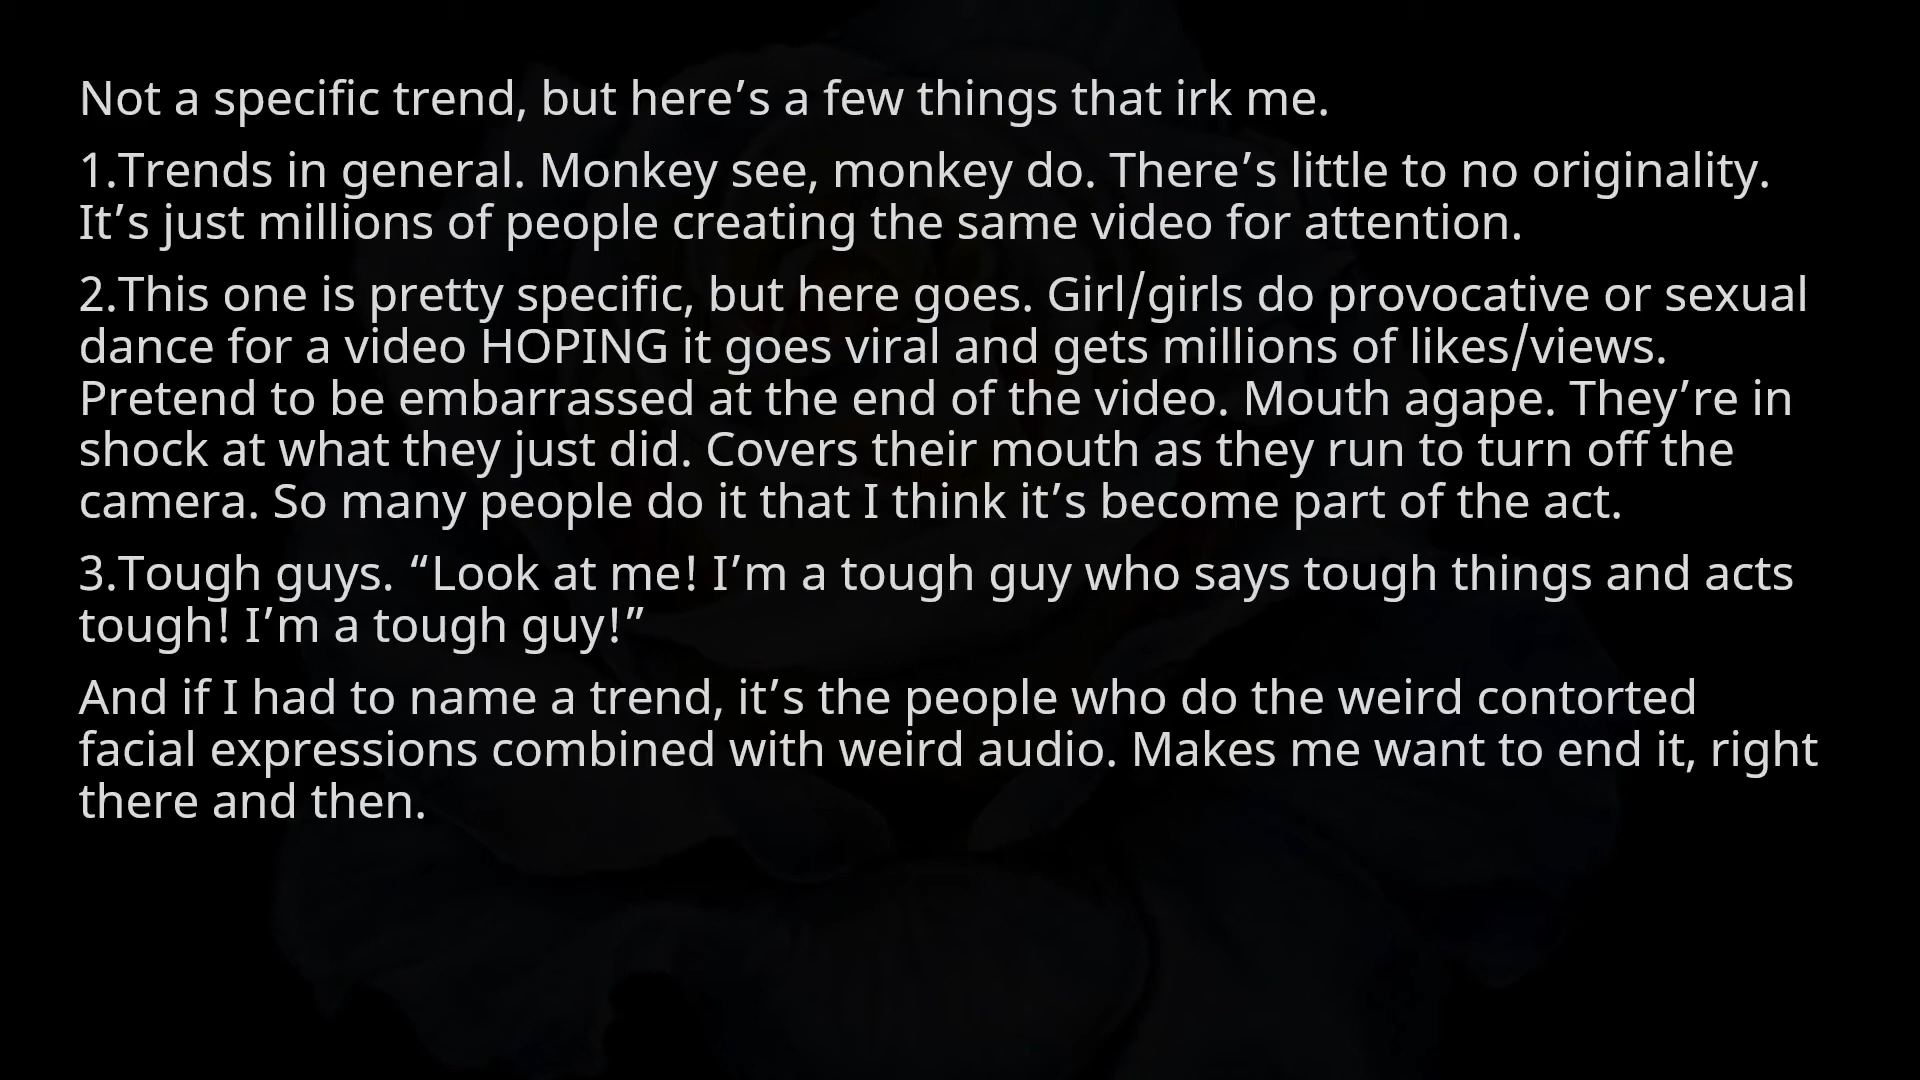 Not a specific trend, but here’s a few things that irk me.
1.Trends in general. Monkey see, monkey do. There’s little to no originality.
It’s just millions of people creating the same video for attention.
2.This one is pretty specific, but here goes. Girl/girls do provocative or sexual
dance for a video HOPING it goes viral and gets millions of likes/views.
Pretend to be embarrassed at the end of the video. Mouth agape. They’re in
shock at what they just did. Covers their mouth as they run to turn off the
camera. So many people do it that I think it’s become part of the act.
3.Tough guys. “Look at me! I’m a tough guy who says tough things and acts
tough! I’m a tough guy!”
And if I had to name a trend, it’s the people who do the weird contorted
facial expressions combined with weird audio. Makes me want to end it, right
there and then.